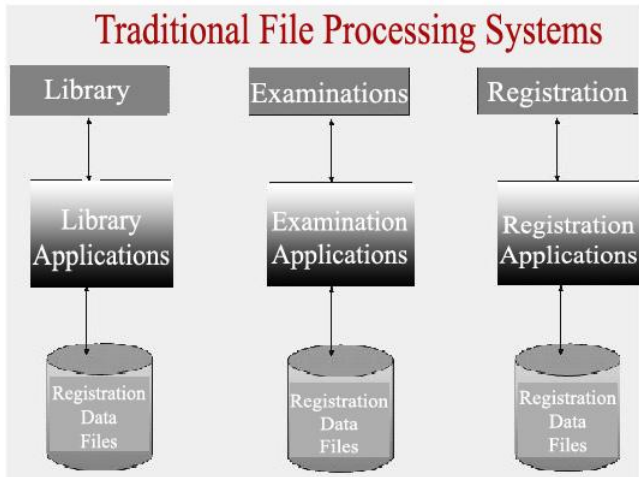 Traditional File Processing Systems
Library
Examinations
Registration
Library
Applications
Examination
Applications
Registration
Applications
Registration
Data
Files
Registration
Data
Files
Registration
Data
Files